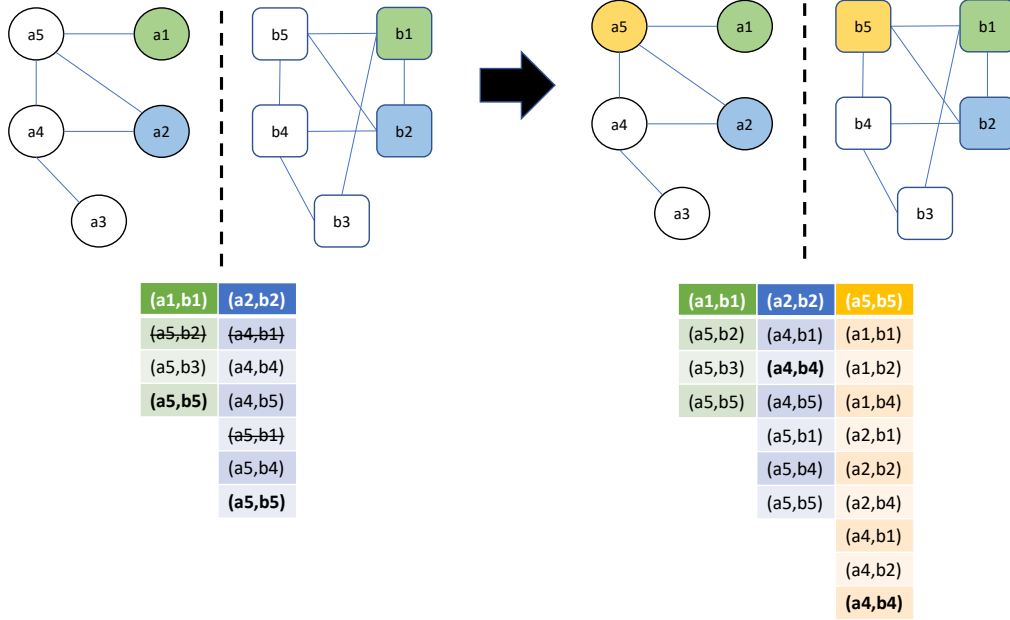 a5 a1 b5 b1
a4 a2 b4 b2
a3 b3
a5 a1 b5 b1
a4 a2 b4 b2
a3 b3
(a1,b1) (a2,b2)
(a5,b2) (a4,b1)
(a5,b3) (a4,b4)
(a5,b5) (a4,b5)
(a5,b1)
(a5,b4)
(a5,b5)
(a1,b1) (a2,b2) (a5,b5)
(a5,b2) (a4,b1) (a1,b1)
(a5,b3) (a4,b4) (a1,b2)
(a5,b5) (a4,b5) (a1,b4)
(a5,b1) (a2,b1)
(a5,b4) (a2,b2)
(a5,b5) (a2,b4)
(a4,b1)
(a4,b2)
(a4,b4)